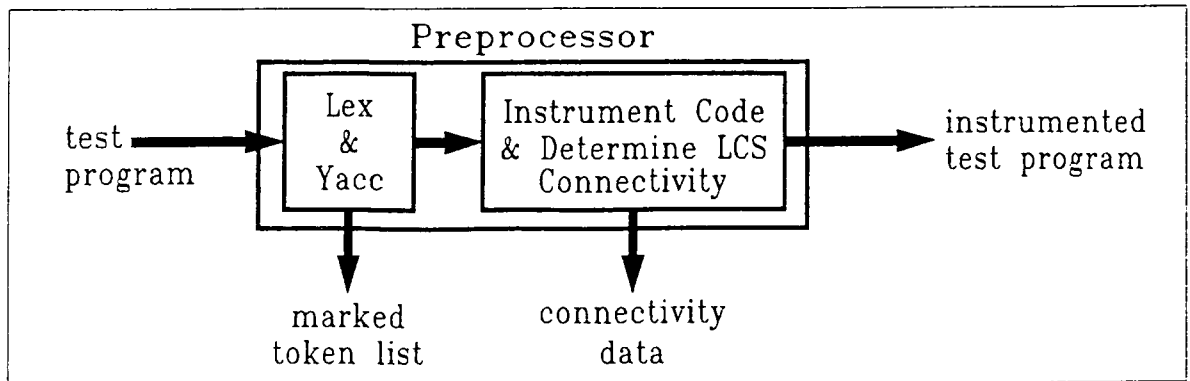 Preprocessor
test
program
Lex
&
Yacc
Instrument Code
& Determine LCS
Connectivity
instrumented
test program
marked
token list
connectivity
data